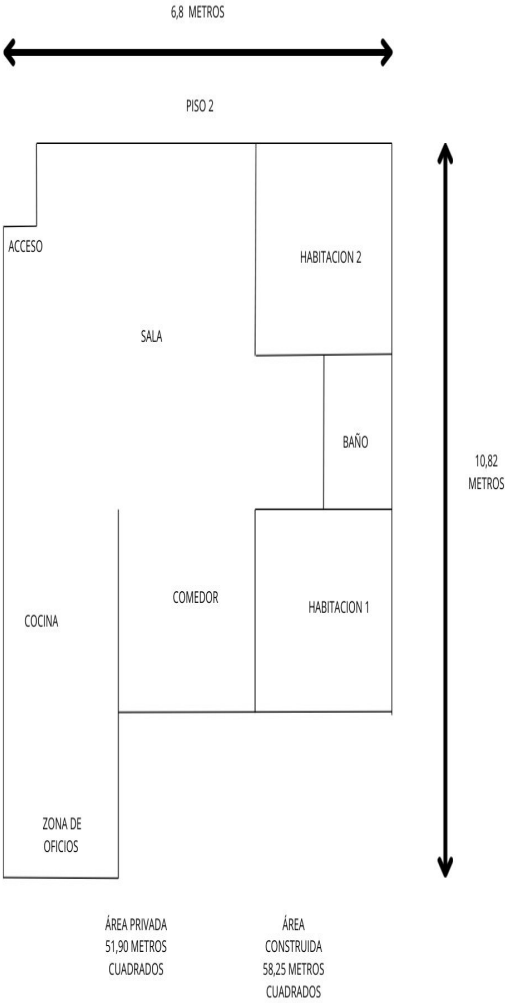 6,8 METROS
PISO 2
ACCESO
HABITACION 2
SALA
BAÑO
10,82
METROS
COMEDOR
HABITACION 1
COCINA
ZONA DE
OFICIOS
ÁREA PRIVADA
51,90 METROS
CUADRADOS
ÁREA
CONSTRUIDA
58,25 METROS
CUADRADOS